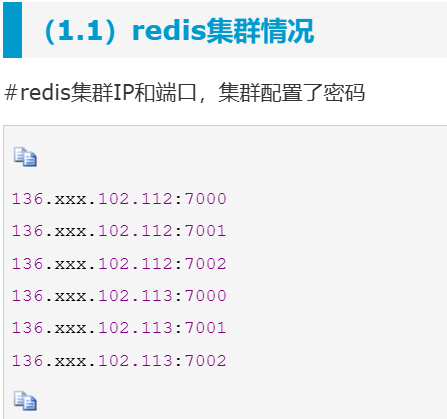 （1.1）redis集群情况
#redis集群IP和端口，集群配置了密码
136.xxx.102.112:7000
136.xxx.102.112:7001
136.xxx.102.112:7002
136.xxx.102.113:7000
136.xxx.102.113:7001
136.xxx.102.113:7002